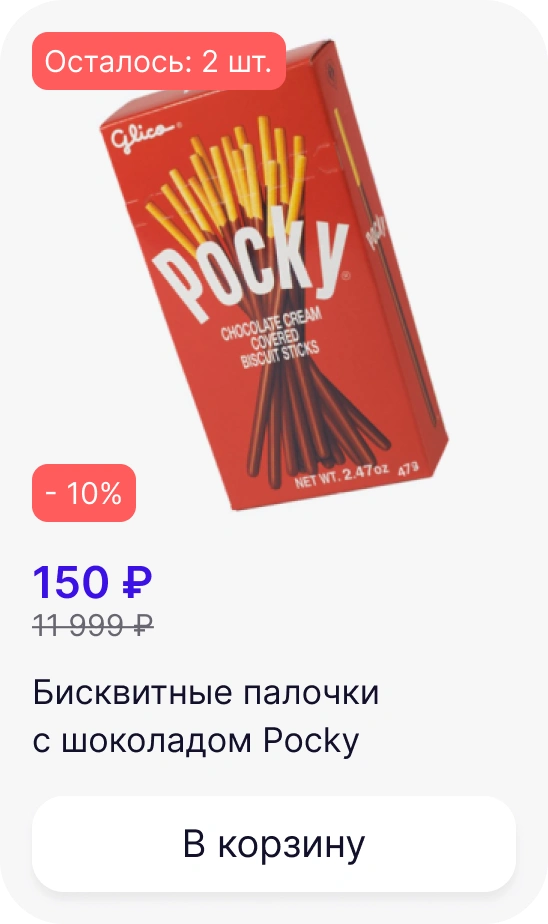 Осталось: 2 шт.
Glico
Pocky
CHOCOLATE CREAM
COVERED
BISCUIT STICKS
Pocky
NET WT. 2.47oz 47g
- 10%
150 ₽
11 999 ₽
Бисквитные палочки
с шоколадом Pocky
В корзину